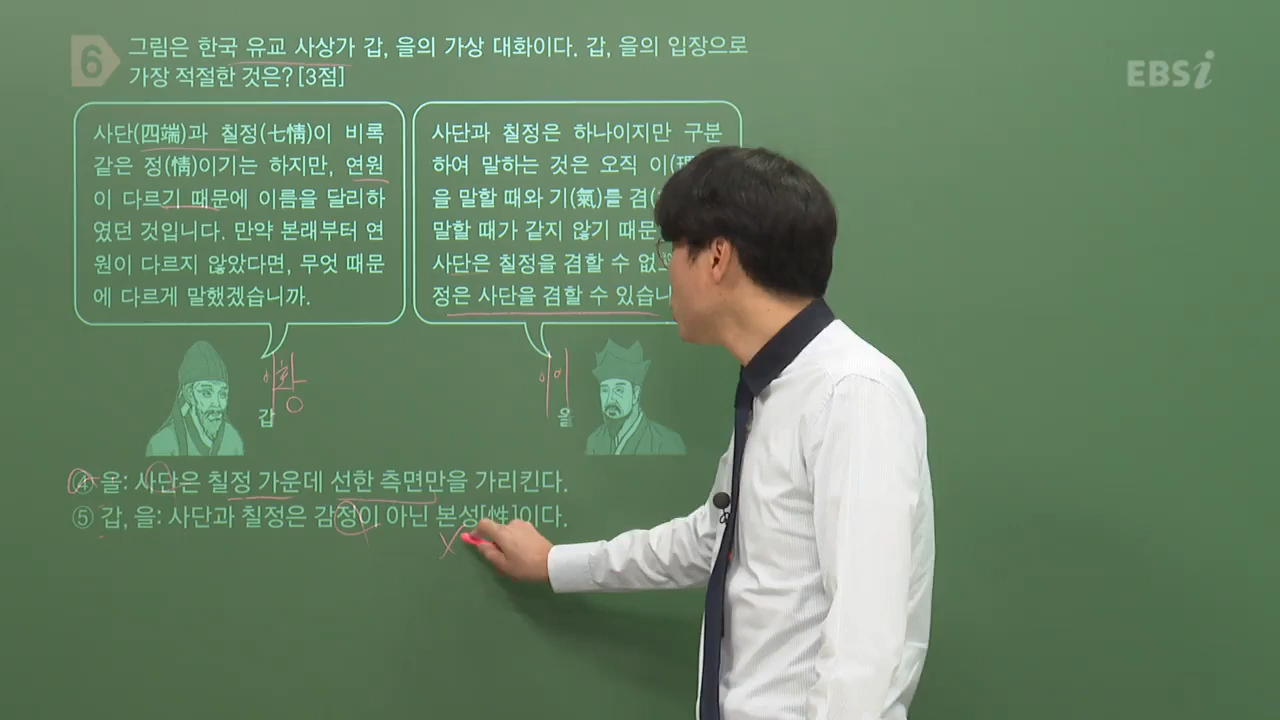 6 그림은 한국 유교 사상가 갑, 을의 가상 대화이다. 갑, 을의 입장으로
가장 적절한 것은? [3점]
EBSi
사단(四端)과 칠정(七情)이 비록
같은 정(情)이기는 하지만, 연원
이 다르기 때문에 이름을 달리하
였던 것입니다. 만약 본래부터 연
원이 다르지 않았다면, 무엇 때문
에 다르게 말했겠습니까.
사단과 칠정은 하나이지만 구분
하여 말하는 것은 오직 이(理
을 말할 때와 기(氣)를 겸(
말할 때가 같지 않기 때문
사단은 칠정을 겸할 수 없
정은 사단을 겸할 수 있습니
이황
갑
이이
을
④ 을: 사단은 칠정 가운데 선한 측면만을 가리킨다.
⑤ 갑, 을: 사단과 칠정은 감정이 아닌 본성[性]이다.
X